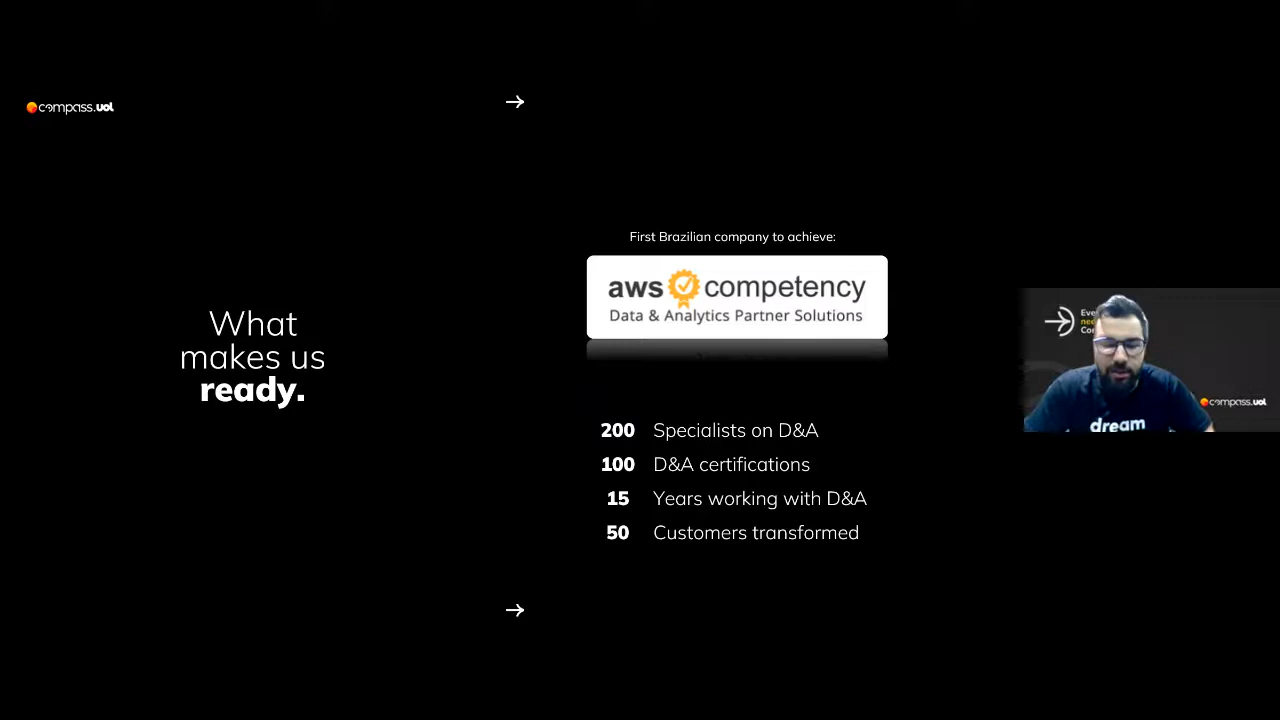 compass.uol
What
makes us
ready.
First Brazilian company to achieve:
aws competency
Data & Analytics Partner Solutions
200 Specialists on D&A
100 D&A certifications
15 Years working with D&A
50 Customers transformed
compass.uol
dream